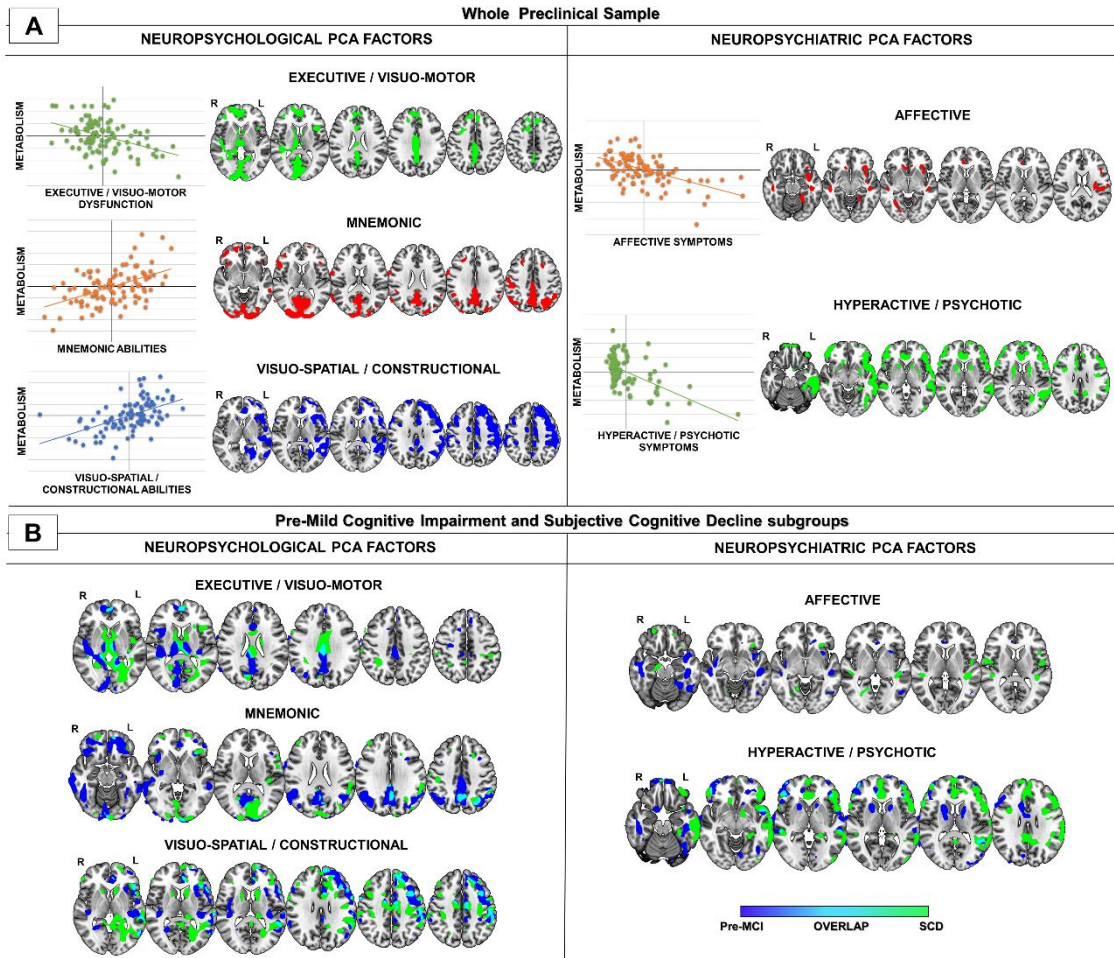 Whole Preclinical Sample
A
NEUROPSYCHOLOGICAL PCA FACTORS
EXECUTIVE / VISUO-MOTOR
R L
METABOLISM
EXECUTIVE / VISUO-MOTOR
DYSFUNCTION
MNEMONIC
R L
METABOLISM
MNEMONIC ABILITIES
VISUO-SPATIAL / CONSTRUCTIONAL
R L
METABOLISM
VISUO-SPATIAL /
CONSTRUCTIONAL ABILITIES
NEUROPSYCHIATRIC PCA FACTORS
AFFECTIVE
R L
METABOLISM
AFFECTIVE SYMPTOMS
HYPERACTIVE / PSYCHOTIC
R L
METABOLISM
HYPERACTIVE / PSYCHOTIC
SYMPTOMS
B
Pre-Mild Cognitive Impairment and Subjective Cognitive Decline subgroups
NEUROPSYCHOLOGICAL PCA FACTORS
EXECUTIVE / VISUO-MOTOR
R L
MNEMONIC
R L
VISUO-SPATIAL / CONSTRUCTIONAL
R L
NEUROPSYCHIATRIC PCA FACTORS
AFFECTIVE
R L
HYPERACTIVE / PSYCHOTIC
R L
Pre-MCI OVERLAP SCD